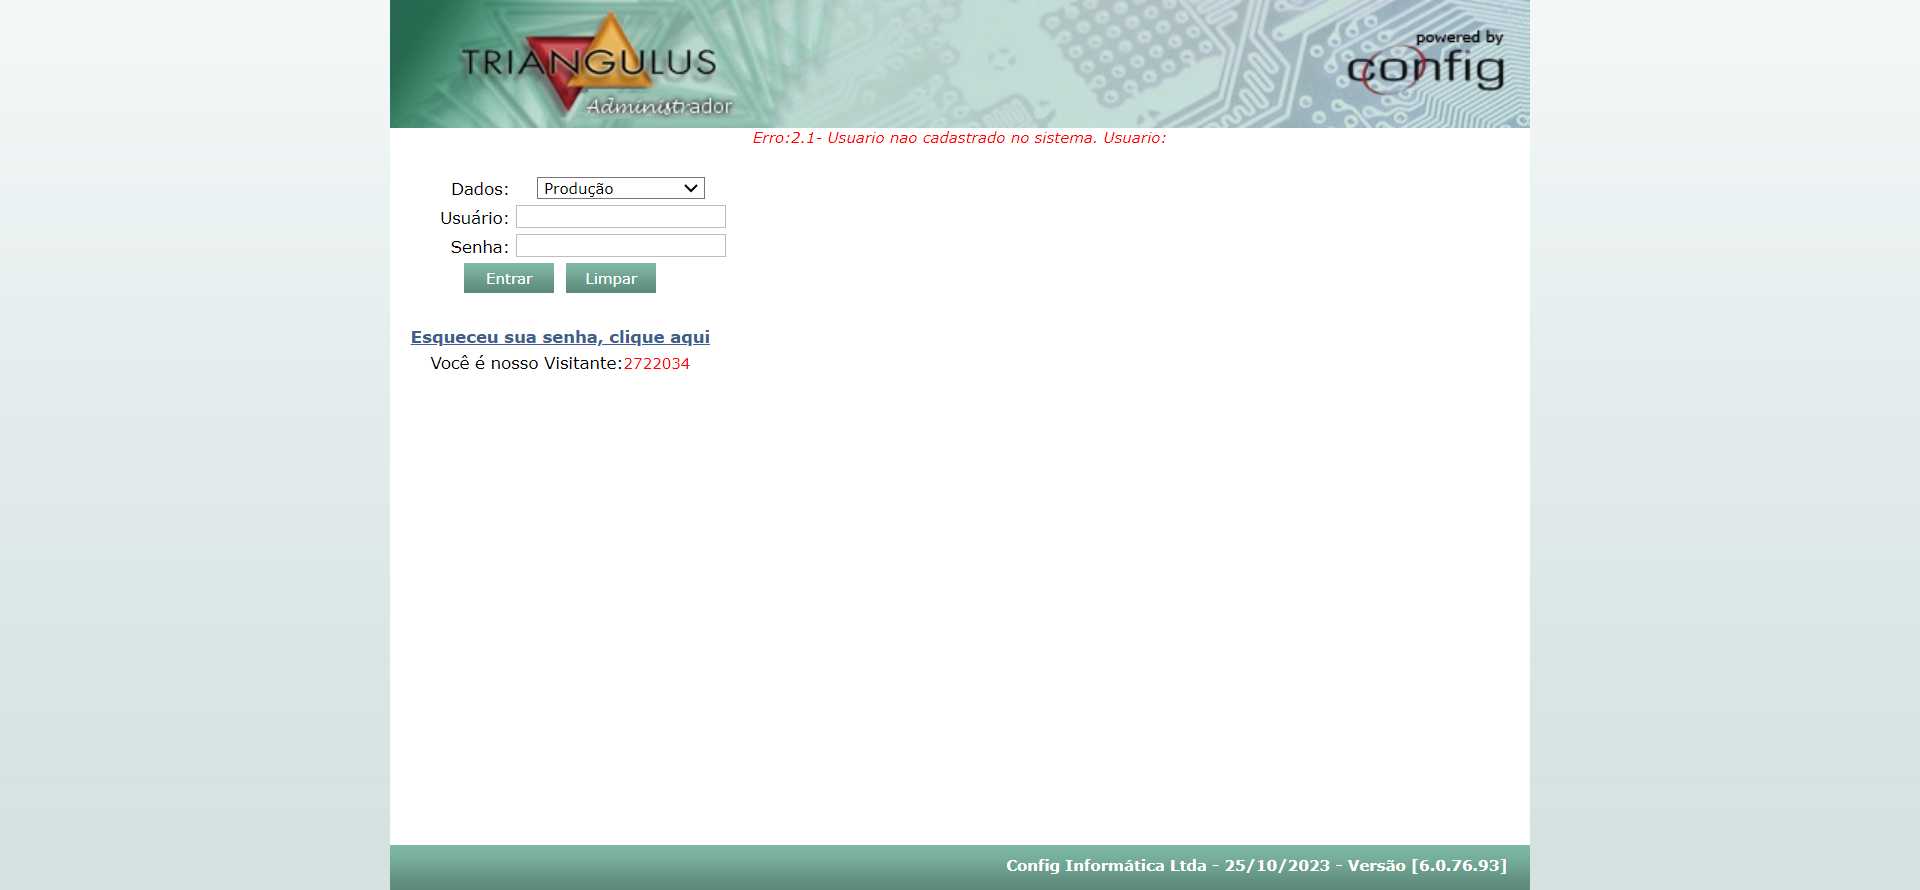 TRIANGULUS
Administrador
powered by
config
Erro:2.1- Usuario nao cadastrado no sistema. Usuario:
Dados: Produção
Usuário:
Senha:
Entrar Limpar
Esqueceu sua senha, clique aqui
Você é nosso Visitante:2722034
Config Informática Ltda - 25/10/2023 - Versão [6.0.76.93]